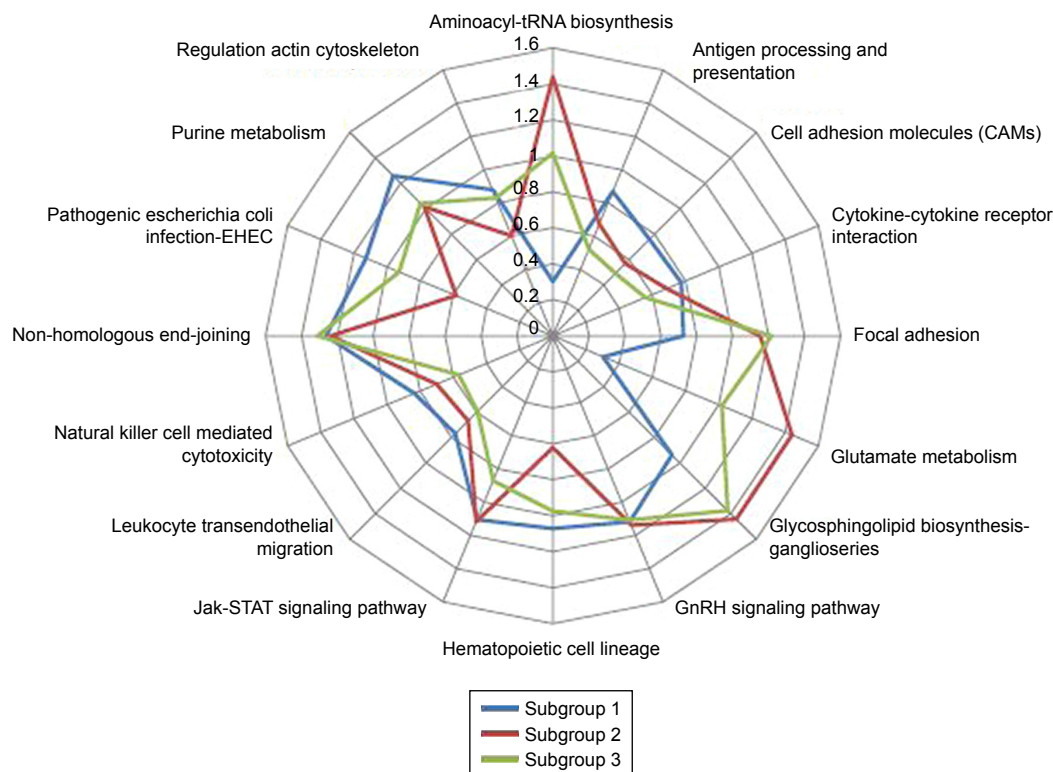 Aminoacyl-tRNA biosynthesis
Regulation actin cytoskeleton
Antigen processing and
presentation
Purine metabolism
Cell adhesion molecules (CAMs)
Pathogenic escherichia coli
infection-EHEC
Cytokine-cytokine receptor
interaction
Non-homologous end-joining
Focal adhesion
Natural killer cell mediated
cytotoxicity
Glutamate metabolism
Leukocyte transendothelial
migration
Glycosphingolipid biosynthesis-
ganglioseries
Jak-STAT signaling pathway
GnRH signaling pathway
Hematopoietic cell lineage
1.6
1.4
1.2
1
0.8
0.6
0.4
0.2
0
Subgroup 1
Subgroup 2
Subgroup 3